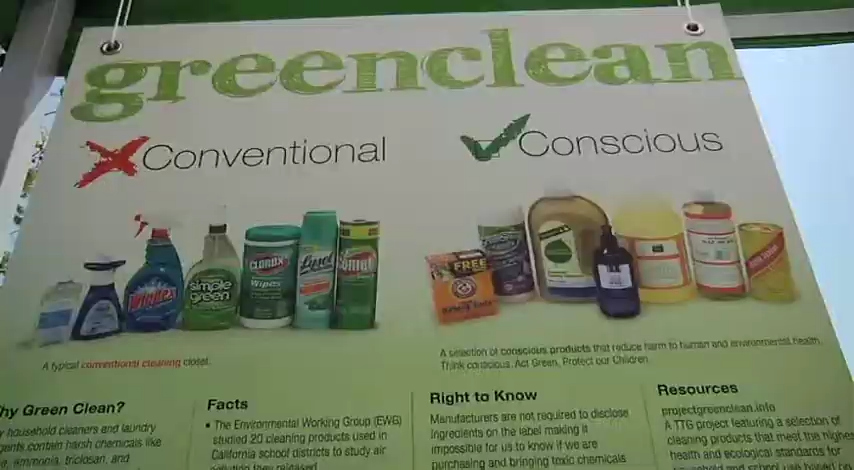 greenclean
Conventional
Conscious
Windex
simple green
CLOROX
Wipes
Lysol
Comet
FREE
A typical conventional cleaning closet.
A selection of conscious products that reduce harm to human and environmental health.
Think conscious. Act Green. Protect our Children.
hy Green Clean?
household cleaners and laundry
gents contain harsh chemicals like
ammonia, triclosan, and
Facts
• The Environmental Working Group (EWG)
studied 20 cleaning products used in
California school districts to study air
Right to Know
Manufacturers are not required to disclose
ingredients on the label making it
impossible for us to know if we are
purchasing and bringing toxic chemicals
Resources
projectgreenclean.info
A TTG project featuring a selection of
cleaning products that meet the highes
health and ecological standards for